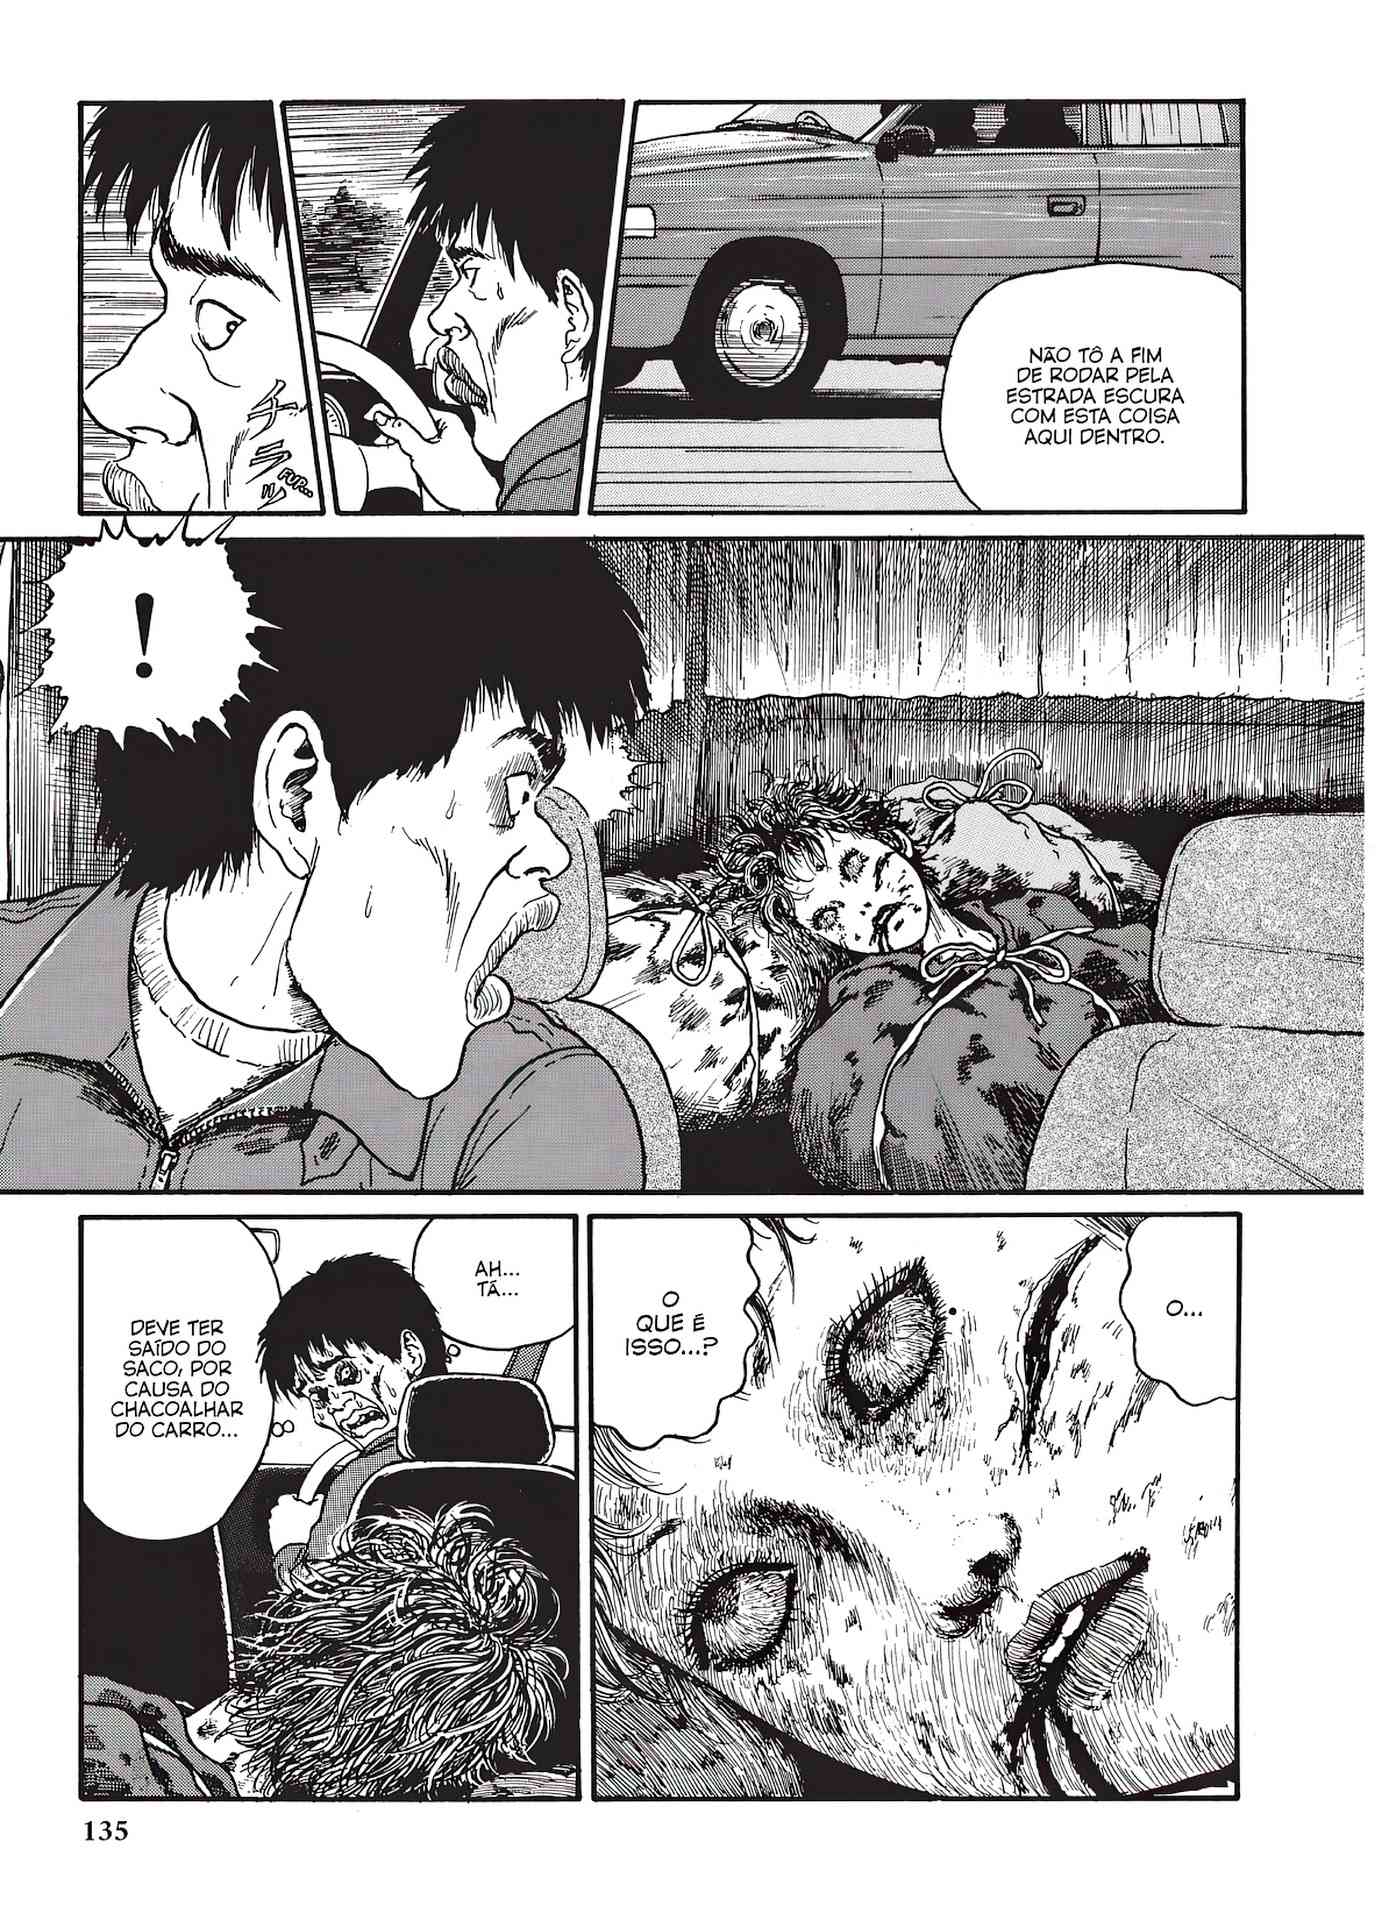 NÃO TÔ A FIM
DE RODAR PELA
ESTRADA ESCURA
COM ESTA COISA
AQUI DENTRO.
チラッ
FUP...
!
O...
O
QUE É
ISSO...?
AH...
TÁ...
DEVE TER
SAÍDO DO
SACO, POR
CAUSA DO
CHACOALHAR
DO CARRO...
135